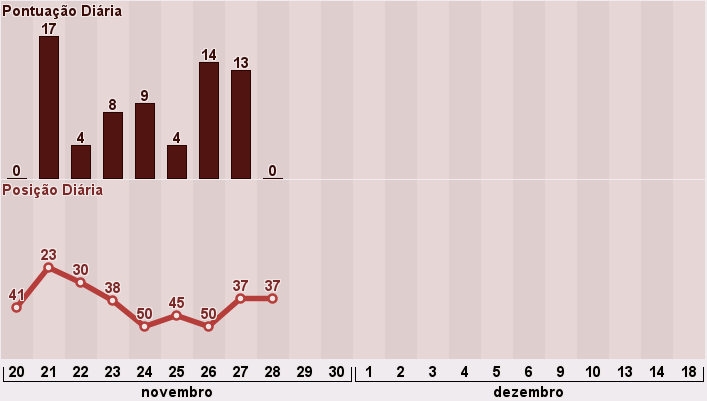 Pontuação Diária
0 17 4 8 9 4 14 13 0
Posição Diária
41 23 30 38 50 45 50 37 37
20 21 22 23 24 25 26 27 28 29 30 1 2 3 4 5 6 9 10 13 14 18
novembro dezembro